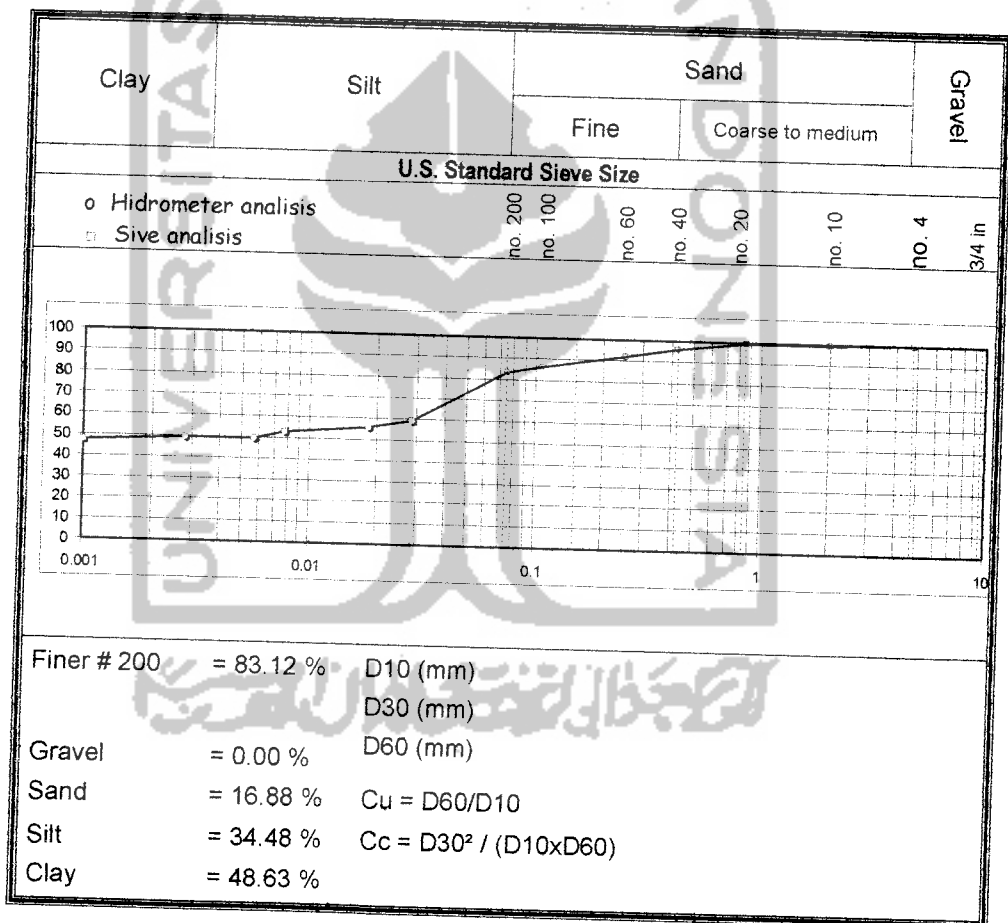 Clay
Silt
Sand
Gravel
Fine
Coarse to medium
U.S. Standard Sieve Size
o Hidrometer analisis
□ Sive analisis
no. 200
no. 100
no. 60
no. 40
no. 20
no. 10
no. 4
3/4 in
100
90
80
70
60
50
40
30
20
10
0
0.001
0.01
0.1
1
10
Finer # 200 = 83.12 % D10 (mm)
D30 (mm)
D60 (mm)
Gravel = 0.00 %
Sand = 16.88 % Cu = D60/D10
Silt = 34.48 % Cc = D30² / (D10xD60)
Clay = 48.63 %
UNIVERSITAS
INDONESIA